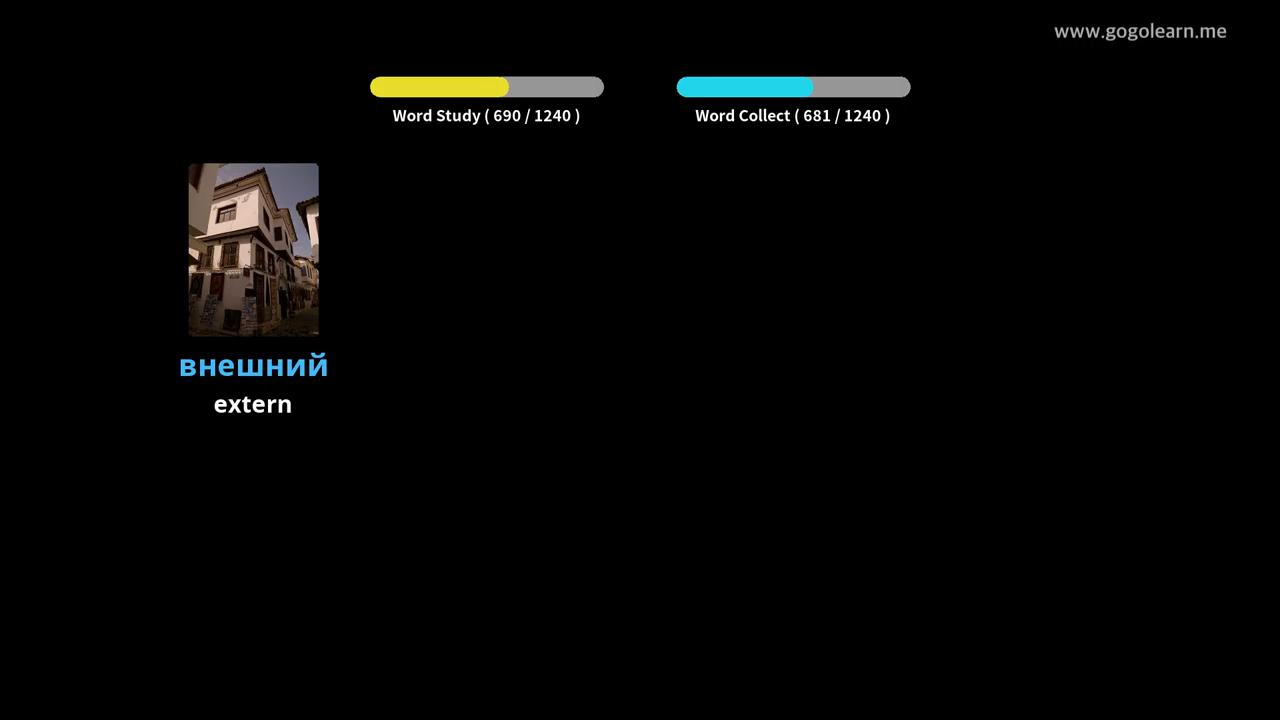 www.gogolearn.me
Word Study ( 690 / 1240 )
Word Collect ( 681 / 1240 )
внешний
extern